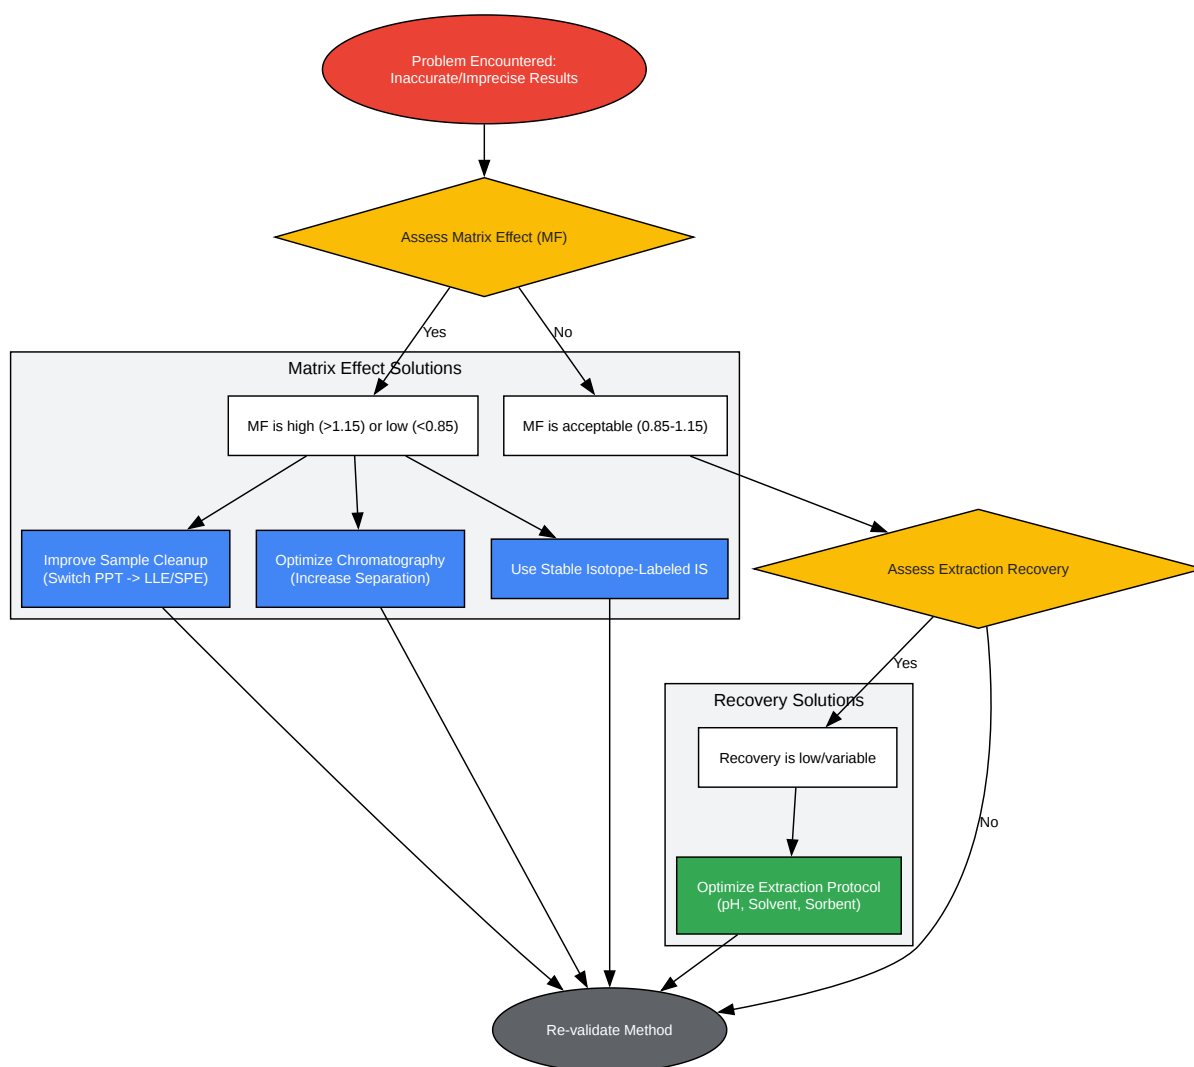 Problem Encountered:
Inaccurate/Imprecise Results
Assess Matrix Effect (MF)
Yes
No
Matrix Effect Solutions
MF is high (>1.15) or low (<0.85)
MF is acceptable (0.85-1.15)
Improve Sample Cleanup
(Switch PPT -> LLE/SPE)
Optimize Chromatography
(Increase Separation)
Use Stable Isotope-Labeled IS
Assess Extraction Recovery
Yes
Recovery Solutions
Recovery is low/variable
No
Optimize Extraction Protocol
(pH, Solvent, Sorbent)
Re-validate Method